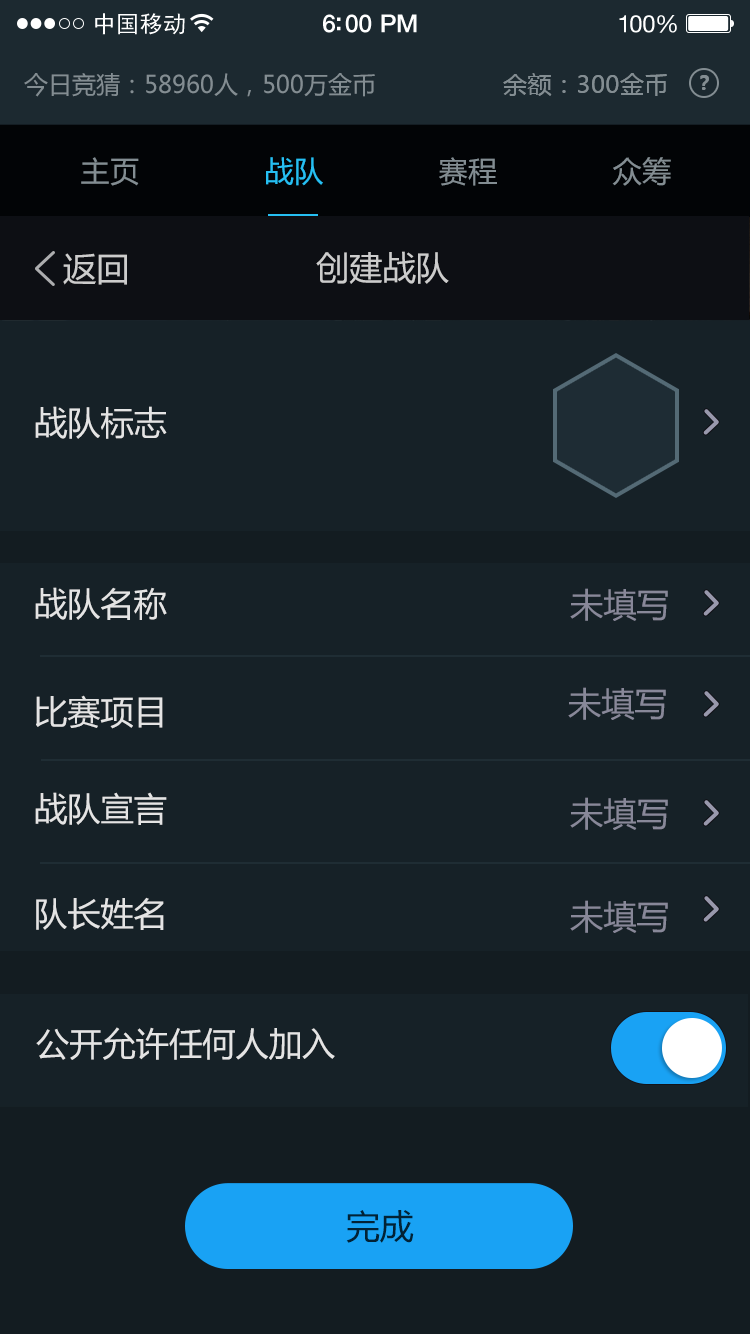 中国移动 6:00 PM 100%
今日竞猜：58960人，500万金币 余额：300金币 ?
主页 战队 赛程 众筹
返回 创建战队
战队标志
战队名称 未填写
比赛项目 未填写
战队宣言 未填写
队长姓名 未填写
公开允许任何人加入
完成